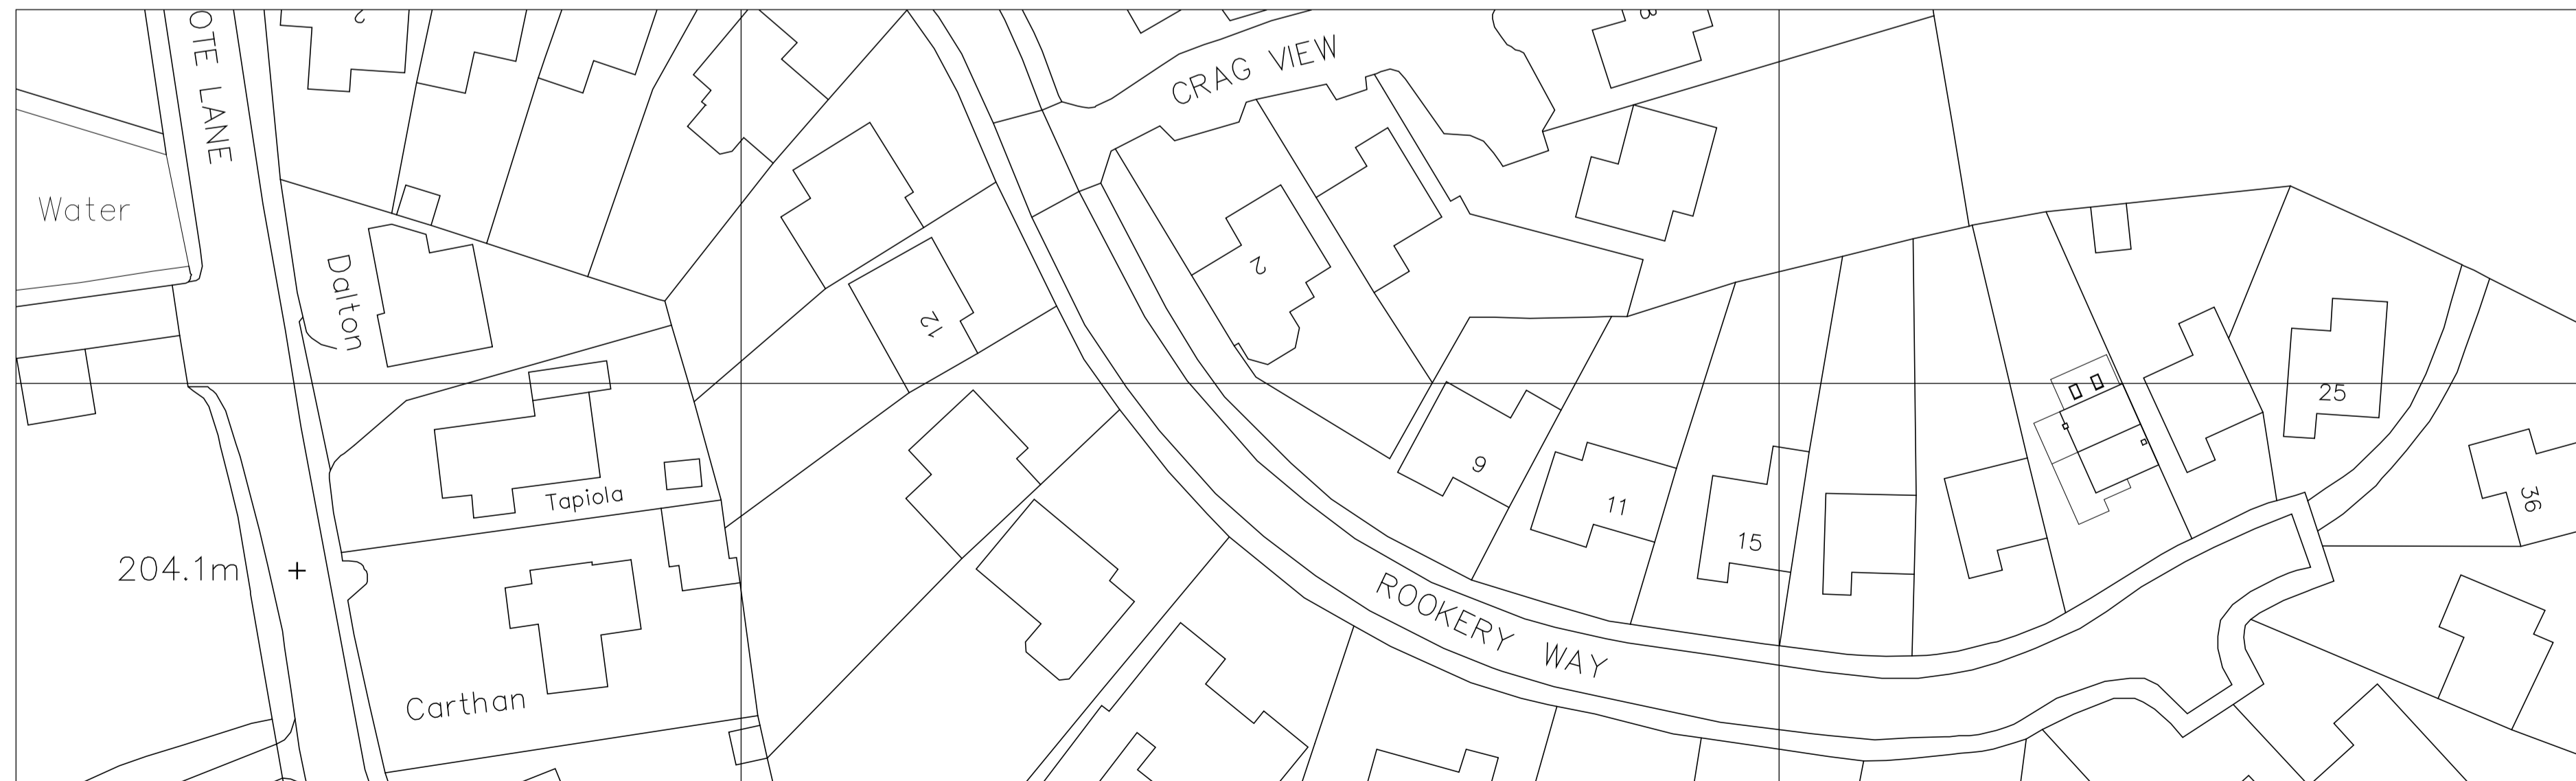 OTE LANE
CRAG VIEW
Water
Dalton
2
12
25
9
36
11
Tapiola
15
204.1m
ROOKERY WAY
Carthan